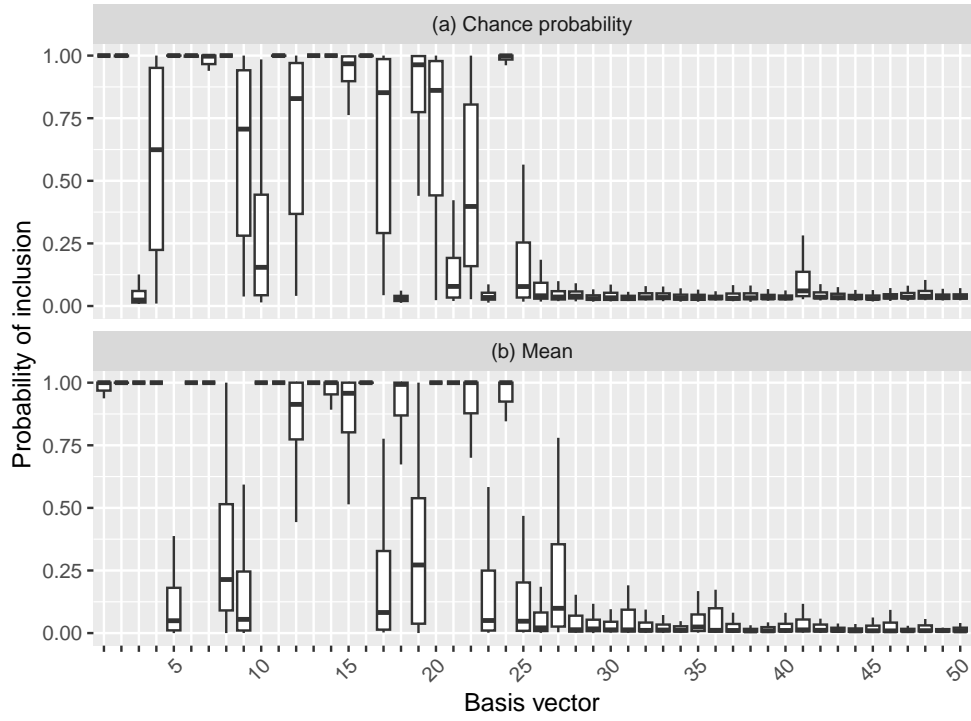 (a) Chance probability
1.00
0.75
0.50
0.25
0.00
(b) Mean
1.00
0.75
0.50
0.25
0.00
Probability of inclusion
5 10 15 20 25 30 35 40 45 50
Basis vector